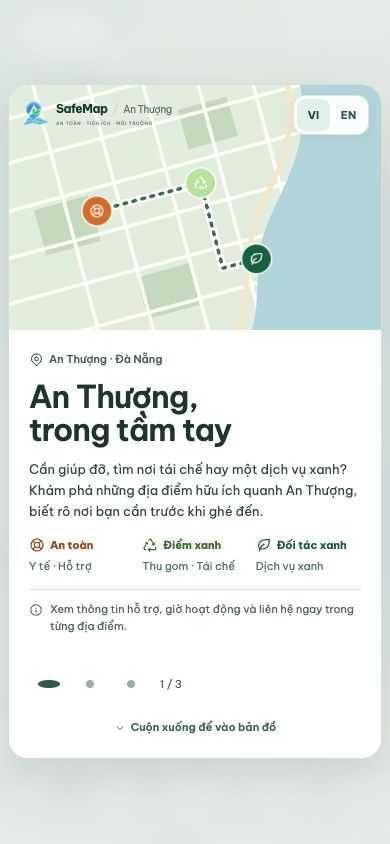 SafeMap / An Thượng
AN TOÀN · TIỆN ÍCH · MÔI TRƯỜNG
VI EN
An Thượng · Đà Nẵng
An Thượng,
trong tầm tay
Cần giúp đỡ, tìm nơi tái chế hay một dịch vụ xanh?
Khám phá những địa điểm hữu ích quanh An Thượng,
biết rõ nơi bạn cần trước khi ghé đến.
An toàn Điểm xanh Đối tác xanh
Y tế · Hỗ trợ Thu gom · Tái chế Dịch vụ xanh
Xem thông tin hỗ trợ, giờ hoạt động và liên hệ ngay trong
từng địa điểm.
1 / 3
Cuộn xuống để vào bản đồ